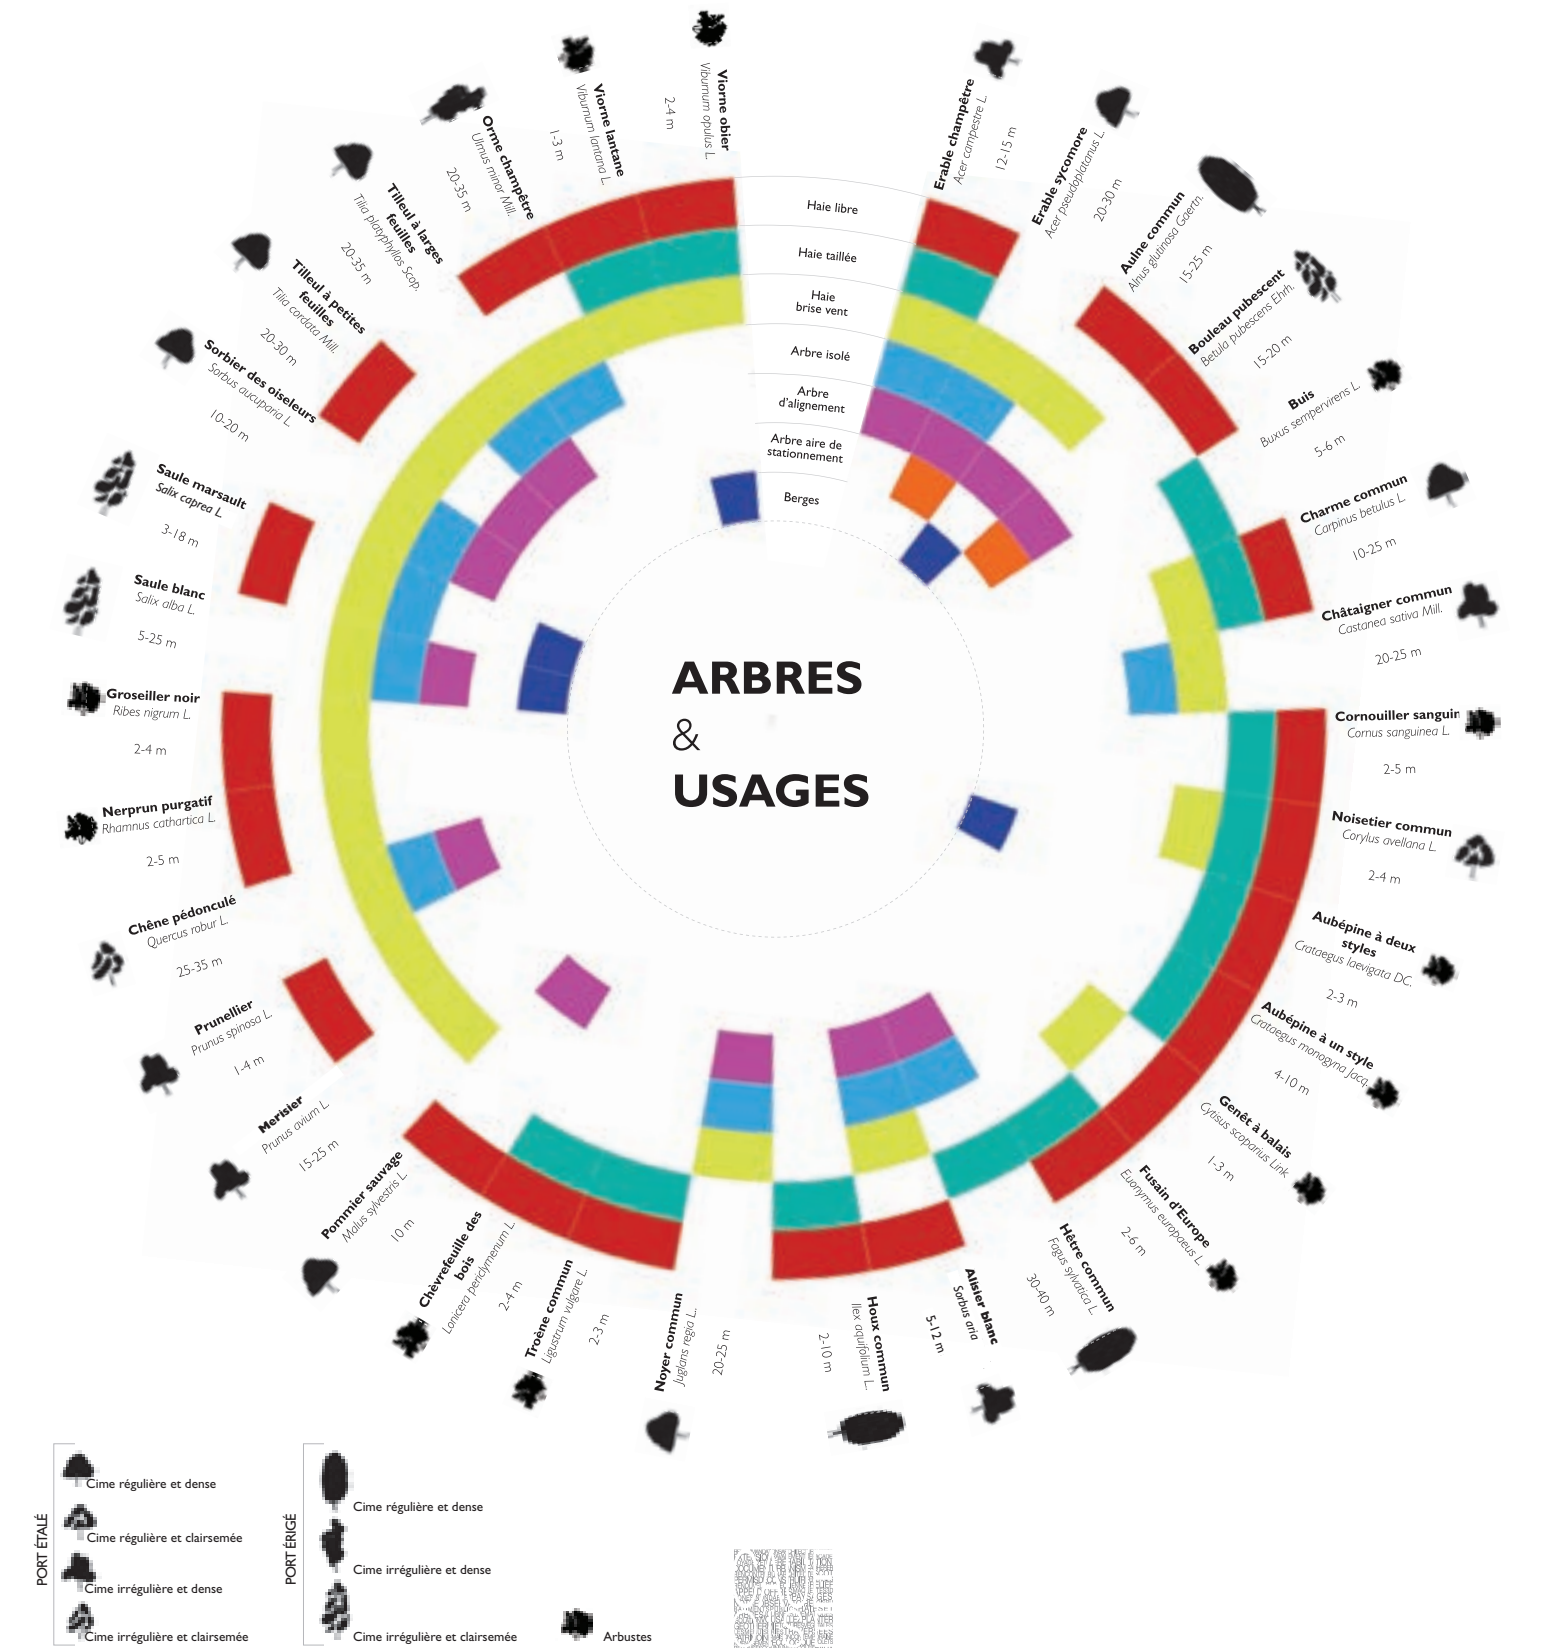 Viorne obier
Viburnum opulus L.
2-4 m
Erable champêtre
Acer campestre L.
12-15 m
Erable sycomore
Acer pseudoplatanus L.
20-30 m
Aulne commun
Alnus glutinosa Gaertn.
15-25 m
Bouleau pubescent
Betula pubescens Ehrh.
15-20 m
Buis
Buxus sempervirens L.
5-6 m
Charme commun
Carpinus betulus L.
10-25 m
Châtaigner commun
Castanea sativa Mill.
20-25 m
Cornouiller sanguin
Cornus sanguinea L.
2-5 m
Noisetier commun
Corylus avellana L.
2-4 m
Aubépine à deux
styles
Crataegus laevigata DC.
2-3 m
Aubépine à un style
Crataegus monogyna Jacq.
4-10 m
Genêt à balais
Cytisus scoparius Link
1-3 m
Fusain d'Europe
Euonymus europaeus L.
2-6 m
Hêtre commun
Fagus sylvatica L.
30-40 m
Alisier blanc
Sorbus aria
5-12 m
Houx commun
Ilex aquifolium L.
2-10 m
Noyer commun
Juglans regia L.
20-25 m
Troène commun
Ligustrum vulgare L.
2-3 m
Chèvrefeuille des
bois
Lonicera periclymenum L.
2-4 m
Pommier sauvage
Malus sylvestris L.
10 m
Merisier
Prunus avium L.
15-25 m
Prunellier
Prunus spinosa L.
1-4 m
Chêne pédonculé
Quercus robur L.
25-35 m
Nerprun purgatif
Rhamnus cathartica L.
2-5 m
Groseiller noir
Ribes nigrum L.
2-4 m
Saule blanc
Salix alba L.
5-25 m
Saule marsault
Salix caprea L.
3-18 m
Sorbier des oiseleurs
Sorbus aucuparia L.
10-20 m
Tilleul à petites
feuilles
Tilia cordata Mill.
20-30 m
Tilleul à larges
feuilles
Tilia platyphyllos Scop.
20-35 m
Orme champêtre
Ulmus minor Mill.
20-35 m
Viorne lantane
Viburnum lantana L.
1-3 m
Haie libre
Haie taillée
Haie
brise vent
Arbre isolé
Arbre
d'alignement
Arbre aire de
stationnement
Berges
ARBRES
&
USAGES
PORT ÉTALÉ
Cime régulière et dense
Cime régulière et clairsemée
Cime irrégulière et dense
Cime irrégulière et clairsemée
PORT ÉRIGÉ
Cime régulière et dense
Cime irrégulière et dense
Cime irrégulière et clairsemée
Arbustes